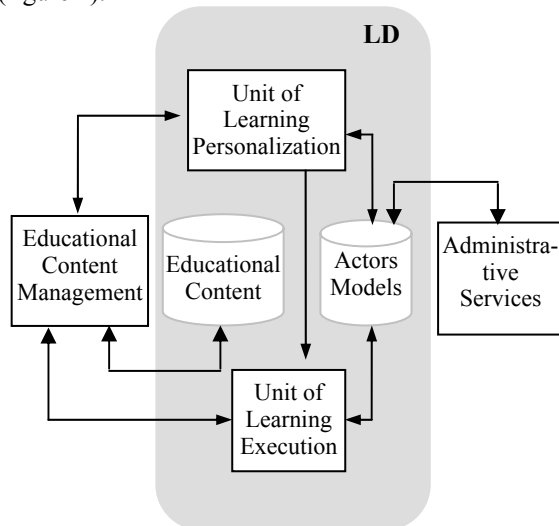 (figure
LD
Unit of
Learning
Personalization
Educational
Content
Management
Educational
Content
Actors
Models
Administra-
tive
Services
Unit of
Learning
Execution